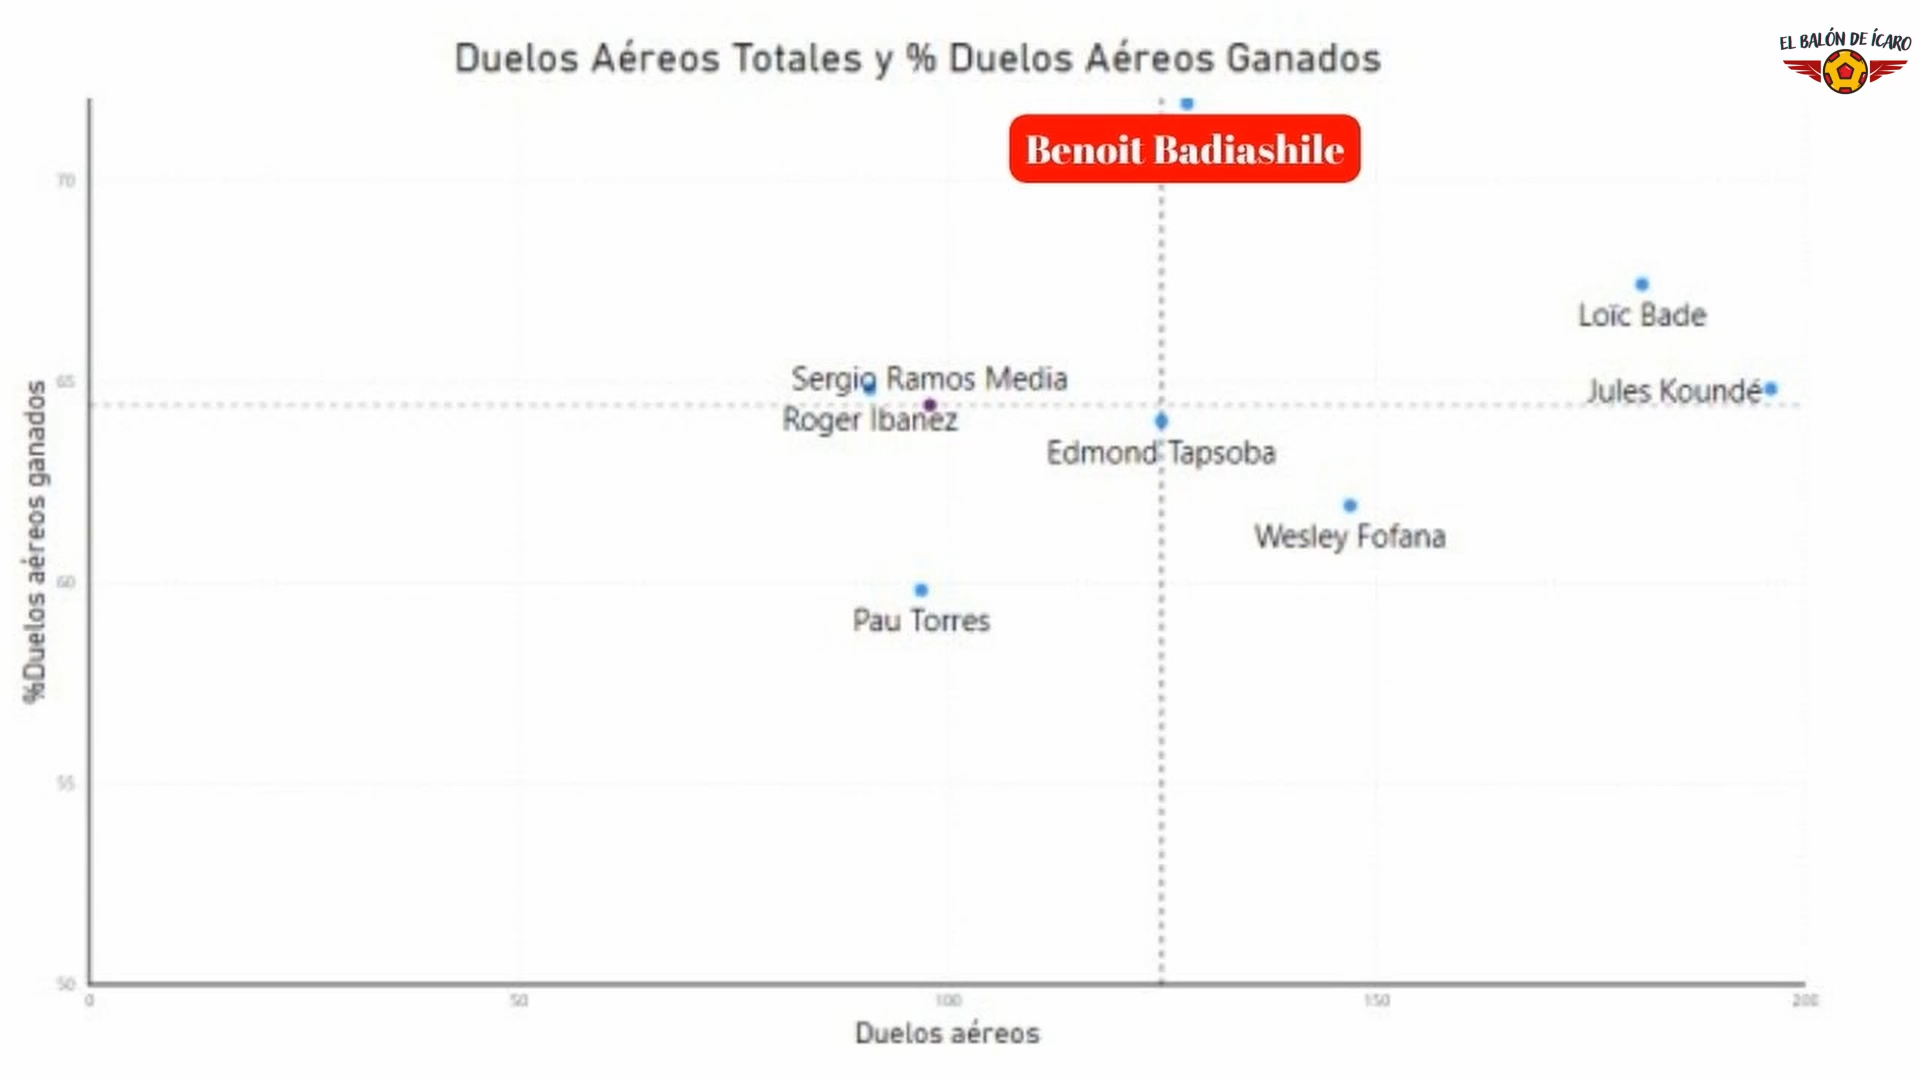 Duelos Aéreos Totales y % Duelos Aéreos Ganados
EL BALÓN DE ÍCARO
Benoit Badiashile
70
Loïc Bade
Sergio Ramos Media
65
Jules Koundé
Roger Ibanez
Edmond Tapsoba
Wesley Fofana
60
Pau Torres
55
50
%Duelos aéreos ganados
0
50
100
150
200
Duelos aéreos